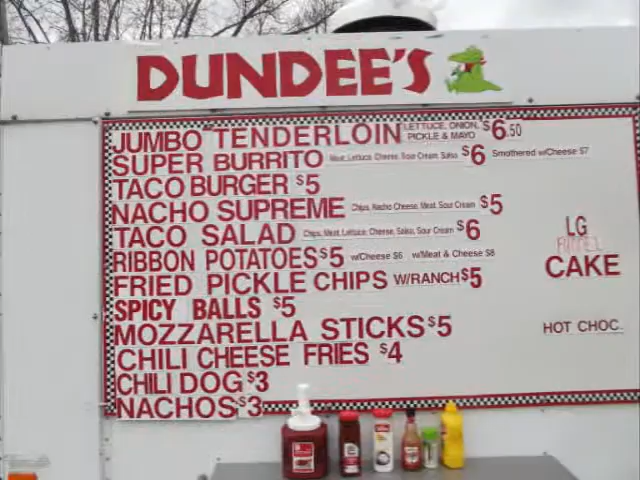 DUNDEE'S
JUMBO TENDERLOIN LETTUCE, ONION, PICKLE & MAYO $6.50
SUPER BURRITO Meat, Lettuce, Cheese, Sour Cream, Salsa $6 Smothered w/Cheese $7
TACO BURGER $5
NACHO SUPREME Chips, Nacho Cheese, Meat, Sour Cream $5
TACO SALAD Chips, Meat, Lettuce, Cheese, Salsa, Sour Cream $6
RIBBON POTATOES $5 w/Cheese $6 w/Meat & Cheese $8
FRIED PICKLE CHIPS W/RANCH $5
SPICY BALLS $5
MOZZARELLA STICKS $5
CHILI CHEESE FRIES $4
CHILI DOG $3
NACHOS $3
LG
FUNNEL
CAKE
HOT CHOC.